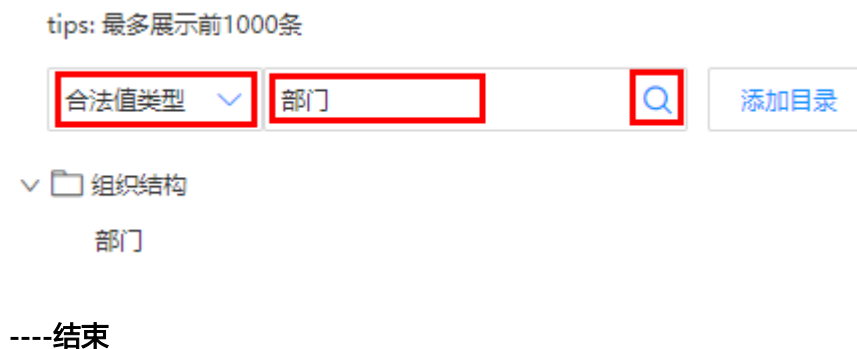 tips: 最多展示前1000条
合法值类型 部门 添加目录
组织结构
部门
----结束